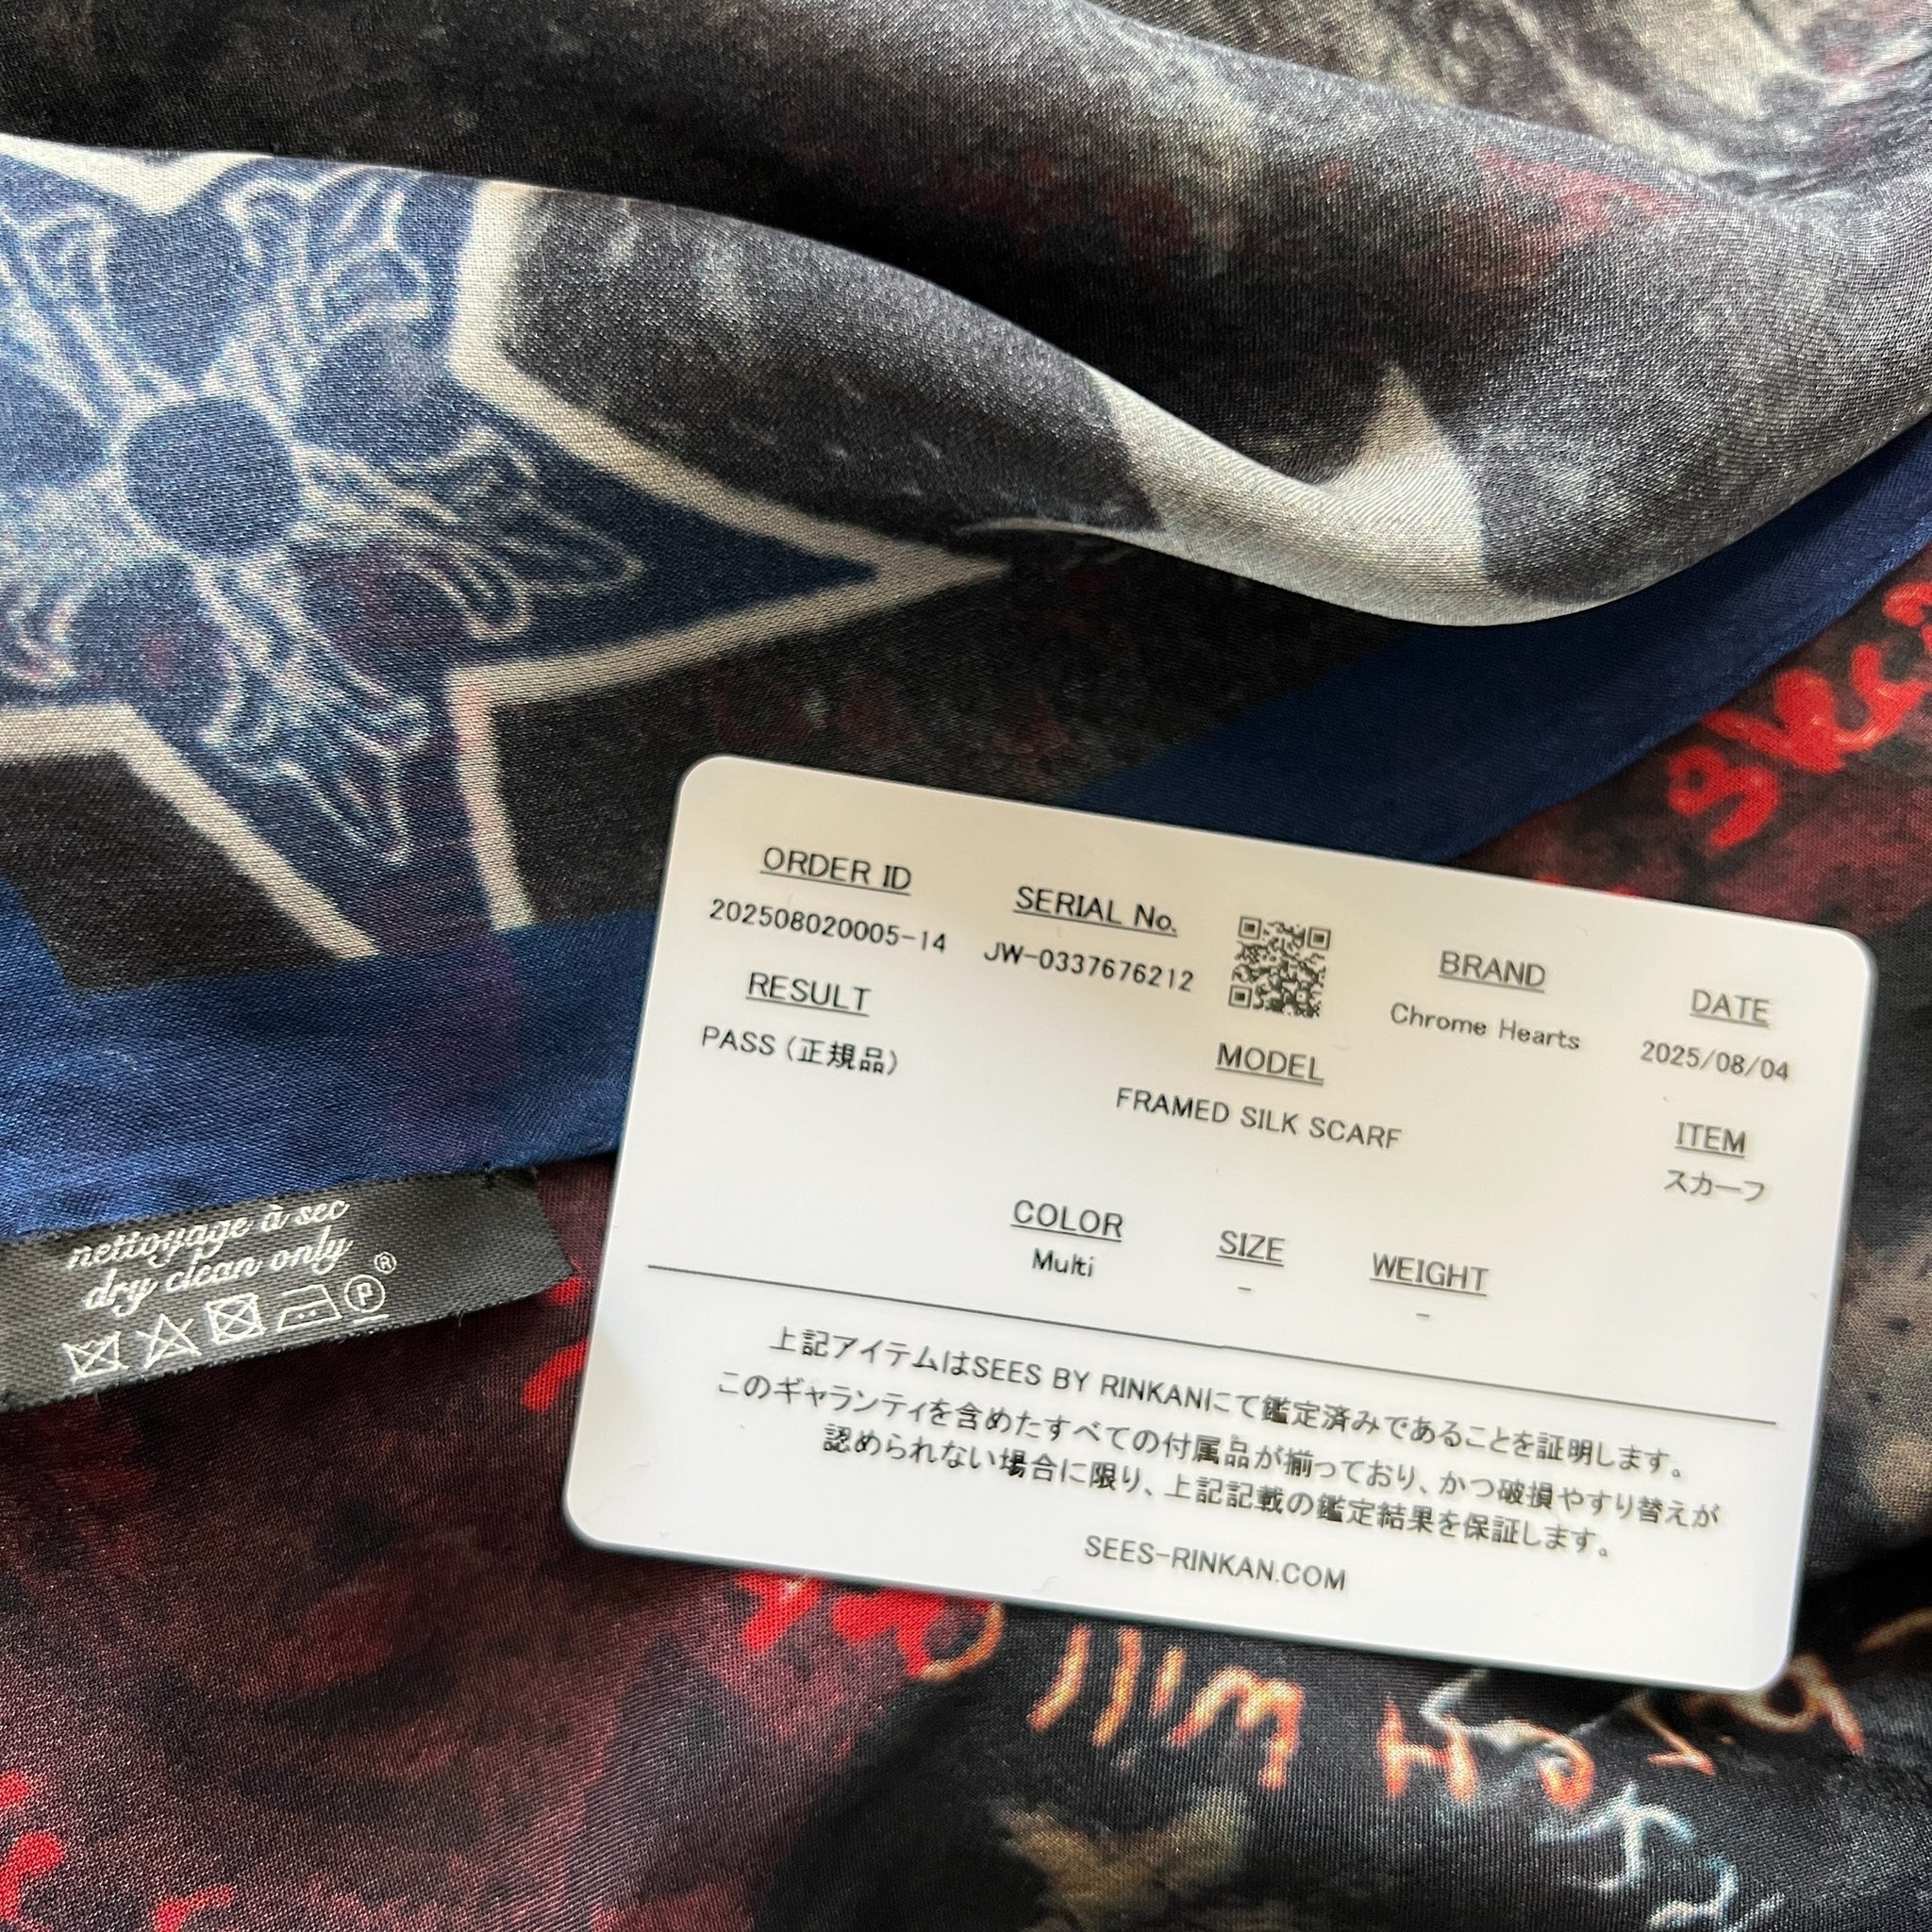 ORDER ID
202508020005-14
SERIAL No.
JW-0337676212
BRAND
Chrome Hearts
DATE
2025/08/04
RESULT
PASS (正規品)
MODEL
FRAMED SILK SCARF
ITEM
スカーフ
COLOR
Multi
SIZE
-
WEIGHT
-
上記アイテムはSEES BY RINKANにて鑑定済みであることを証明します。
このギャランティを含めたすべての付属品が揃っており、かつ破損やすり替えが
認められない場合に限り、上記記載の鑑定結果を保証します。
SEES-RINKAN.COM
nettoyage à sec
dry clean only
P
®